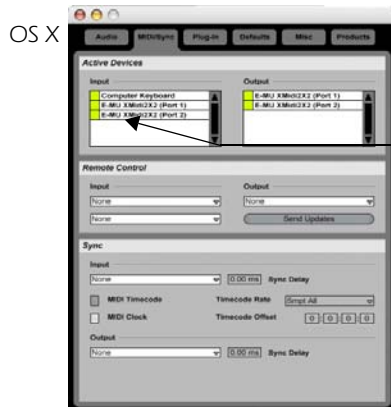 OS X
Audio MIDI/Sync Plug-in Defaults Misc Products
Active Devices
Input Output
Computer Keyboard E-MU XMidi2X2 (Port 1)
E-MU XMidi2X2 (Port 1) E-MU XMidi2X2 (Port 2)
E-MU XMidi2X2 (Port 2)
Remote Control
Input Output
None None
None Send Updates
Sync
Input
None 0.00 ms Sync Delay
MIDI Timecode Timecode Rate Smpt All
MIDI Clock Timecode Offset 0 : 0 : 0 : 0
Output
None 0.00 ms Sync Delay